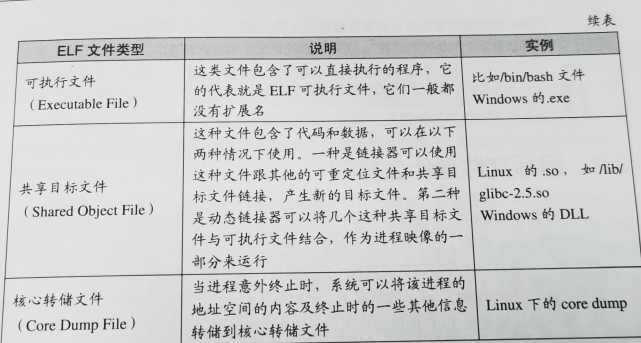 续表
ELF 文件类型
说明
实例
可执行文件
（Executable File）
这类文件包含了可以直接执行的程序，它
的代表就是 ELF 可执行文件，它们一般都
没有扩展名
比如/bin/bash 文件
Windows 的.exe
共享目标文件
（Shared Object File）
这种文件包含了代码和数据，可以在以下
两种情况下使用。一种是链接器可以使用
这种文件跟其他的可重定位文件和共享目
标文件链接，产生新的目标文件。第二种
是动态链接器可以将几个这种共享目标文
件与可执行文件结合，作为进程映像的一
部分来运行
Linux 的 .so，如 /lib/
glibc-2.5.so
Windows 的 DLL
核心转储文件
（Core Dump File）
当进程意外终止时，系统可以将该进程的
地址空间的内容及终止时的一些其他信息
转储到核心转储文件
Linux 下的 core dump